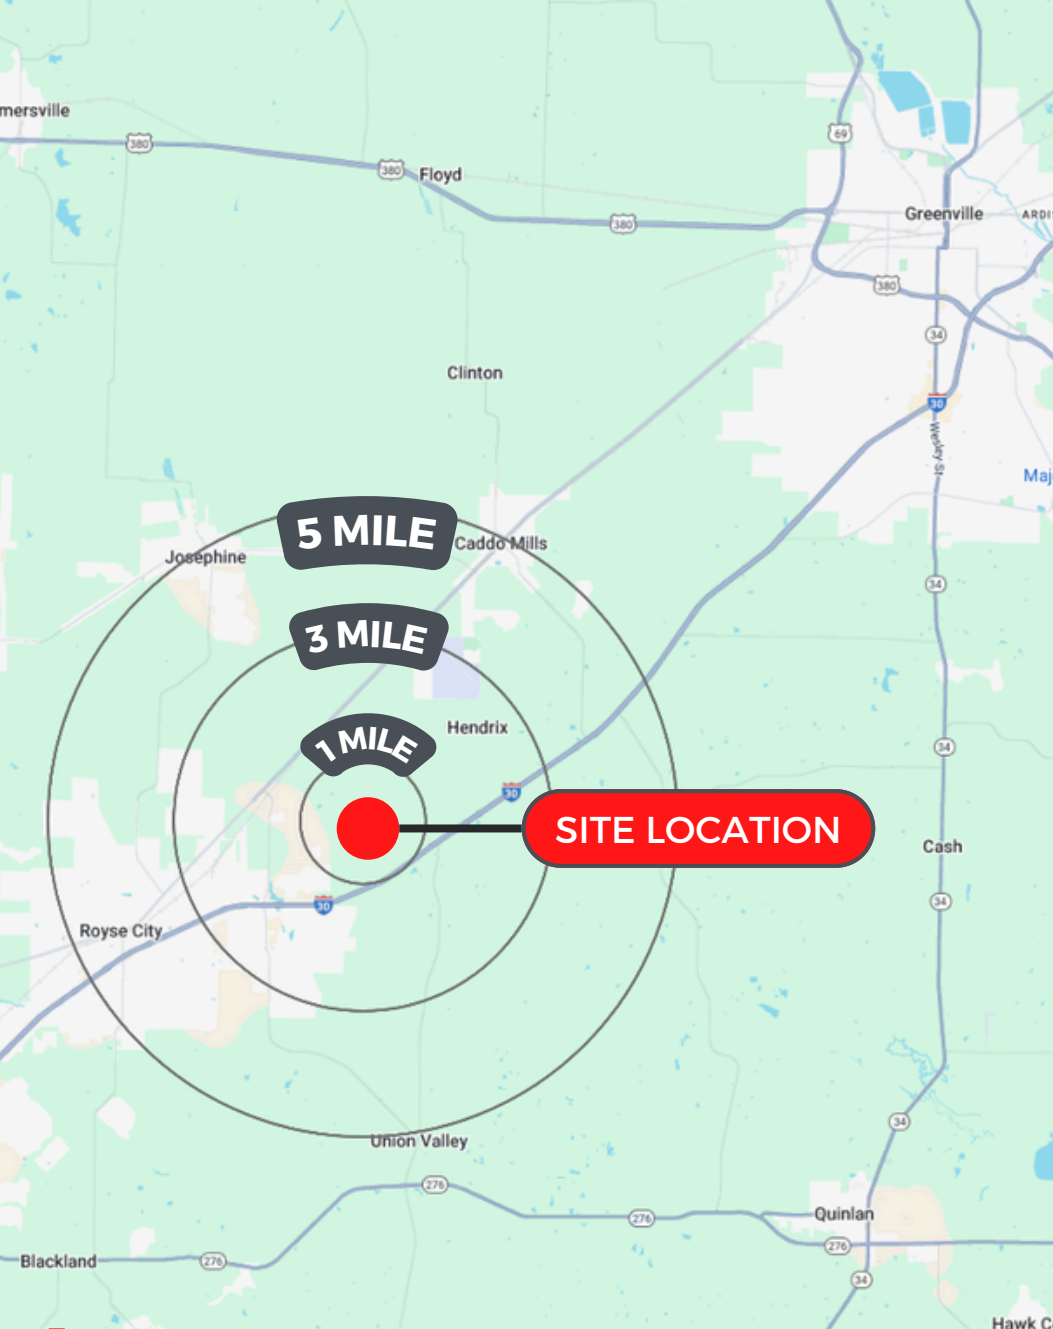 mersville
380
380
Floyd
380
69
Greenville
ARDI
380
34
Clinton
30
Wesley St
Maj
5 MILE
Caddo Mills
Josephine
34
3 MILE
1 MILE
Hendrix
34
30
SITE LOCATION
Cash
34
30
Royse City
34
Union Valley
276
276
Quinlan
276
Blackland
276
34
Hawk C